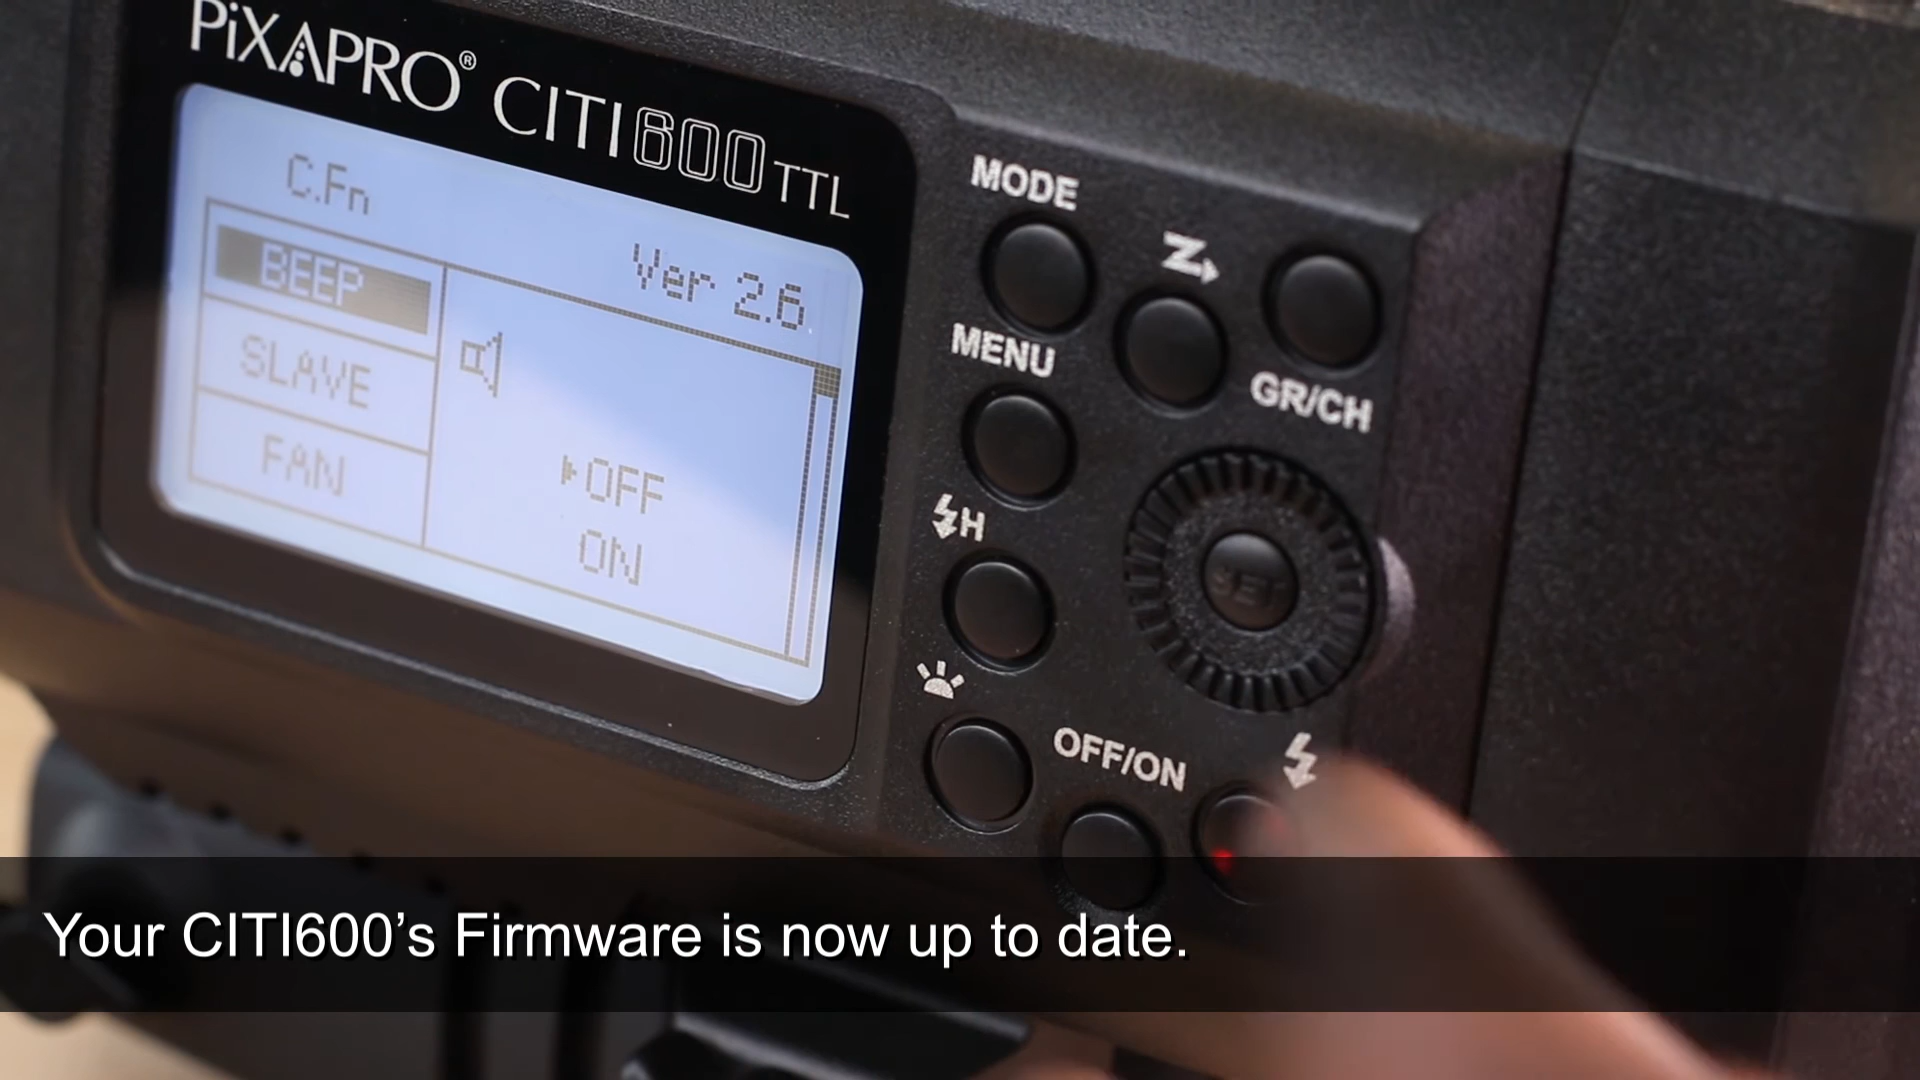 PiXAPRO® CITI600 TTL
C.Fn
Ver 2.6
BEEP
SLAVE
FAN
OFF
ON
MODE
MENU
GR/CH
H
SET
OFF/ON
Your CITI600’s Firmware is now up to date.